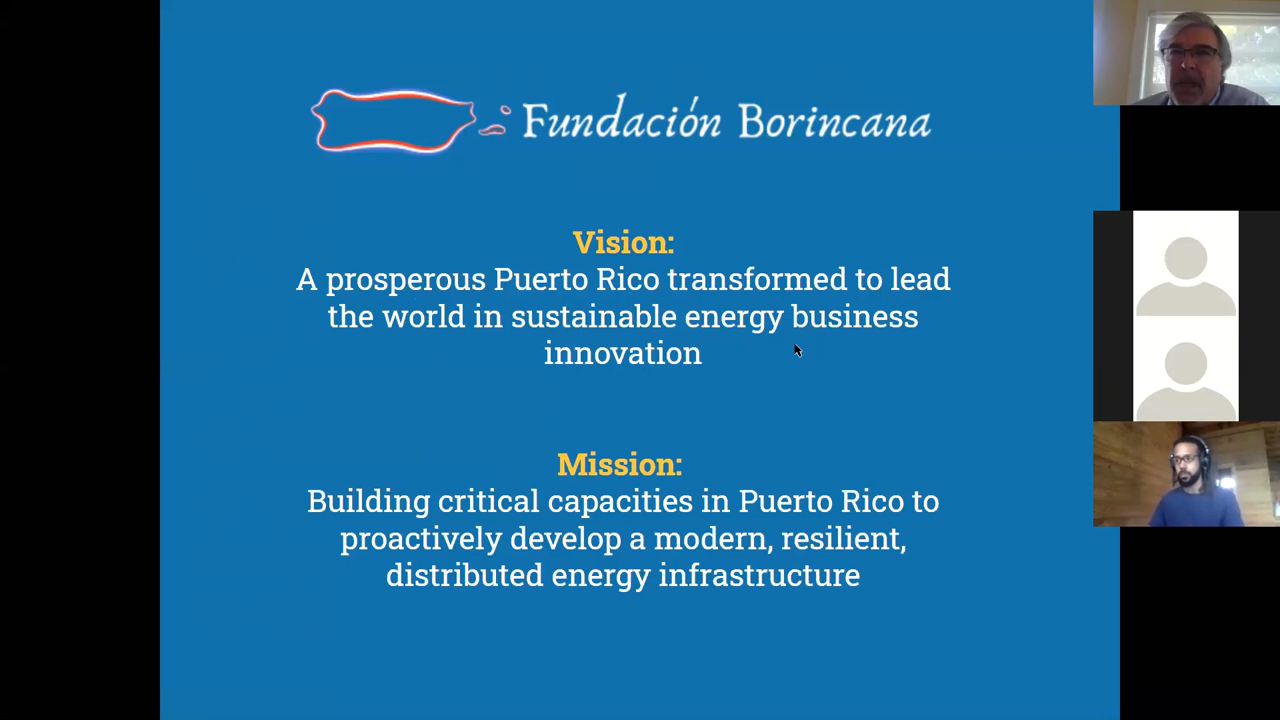 Fundación Borincana
Vision:
A prosperous Puerto Rico transformed to lead
the world in sustainable energy business
innovation
Mission:
Building critical capacities in Puerto Rico to
proactively develop a modern, resilient,
distributed energy infrastructure